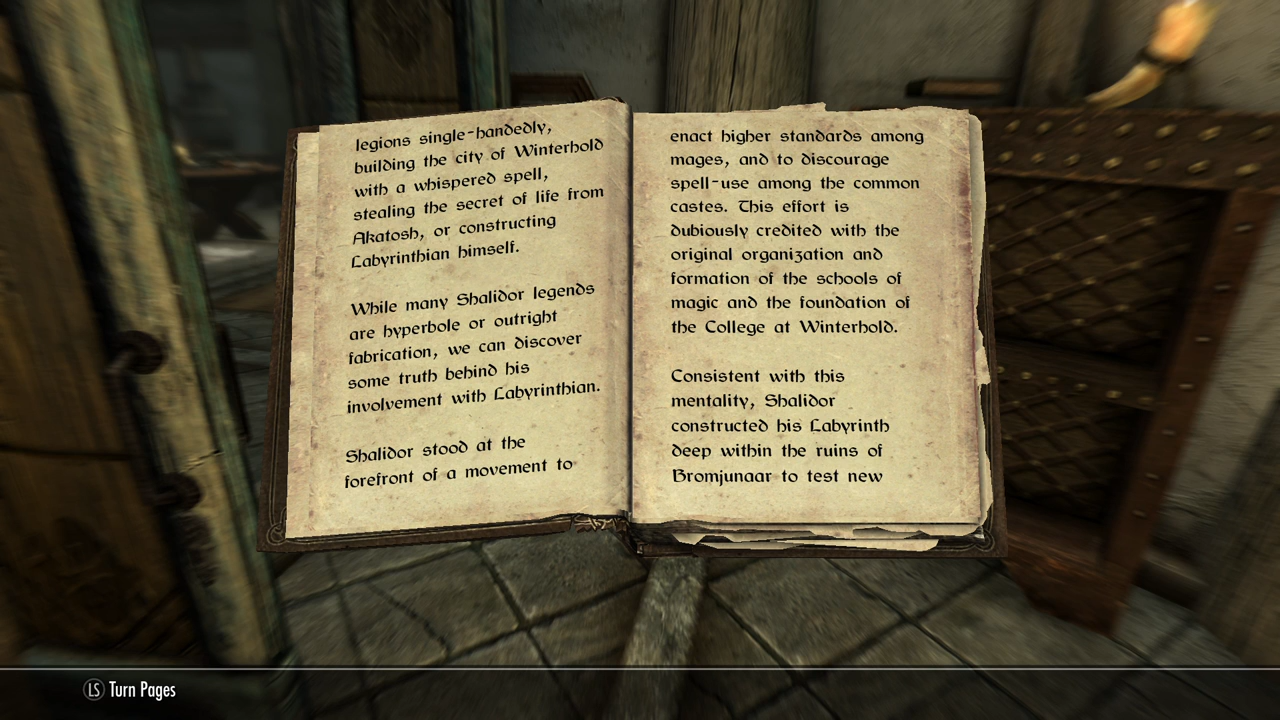 legions single-handedly,
building the city of Winterhold
with a whispered spell,
stealing the secret of life from
Akatosh, or constructing
Labyrinthian himself.
While many Shalidor legends
are hyperbole or outright
fabrication, we can discover
some truth behind his
involvement with Labyrinthian.
Shalidor stood at the
forefront of a movement to
enact higher standards among
mages, and to discourage
spell-use among the common
castes. This effort is
dubiously credited with the
original organization and
formation of the schools of
magic and the foundation of
the College at Winterhold.
Consistent with this
mentality, Shalidor
constructed his Labyrinth
deep within the ruins of
Bromjunaar to test new
LS Turn Pages